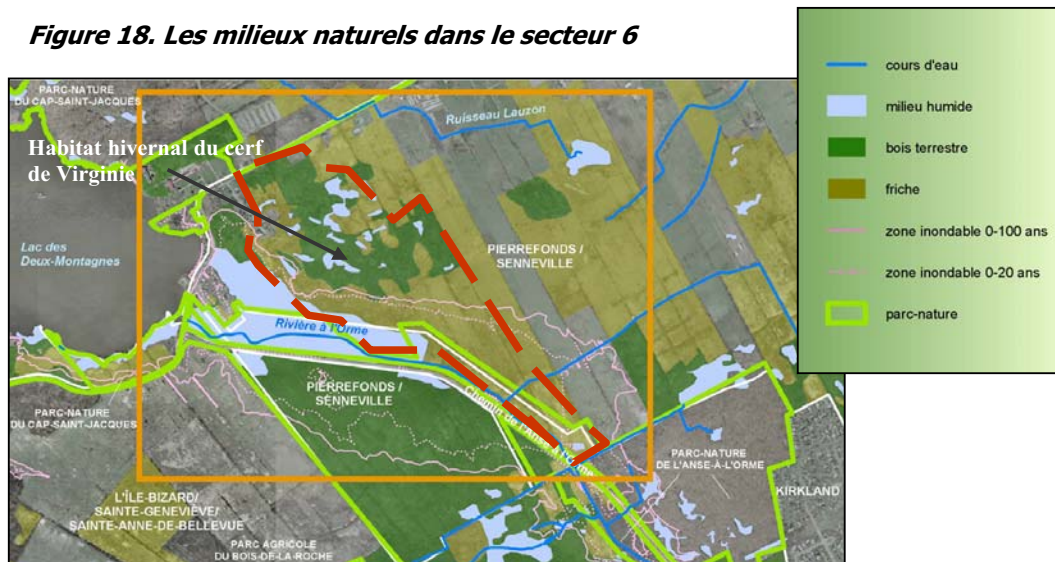 Figure 18. Les milieux naturels dans le secteur 6
cours d'eau
milieu humide
bois terrestre
friche
zone inondable 0-100 ans
zone inondable 0-20 ans
parc-nature
PARC-NATURE
DU CAP-SAINT-JACQUES
Ruisseau Lauzon
Habitat hivernal du cerf
de Virginie
Lac des
Deux-Montagnes
PIERREFONDS /
SENNEVILLE
Rivière à l'Orme
PIERREFONDS /
SENNEVILLE
Chemin de l'Anse à l'Orme
PARC-NATURE
DU CAP-SAINT-JACQUES
PARC-NATURE
DE L'ANSE-À-L'ORME
KIRKLAND
L'ÎLE-BIZARD/
SAINTE-GENEVIÈVE/
SAINTE-ANNE-DE-BELLEVUE
PARC AGRICOLE
DU BOIS-DE-LA-ROCHE